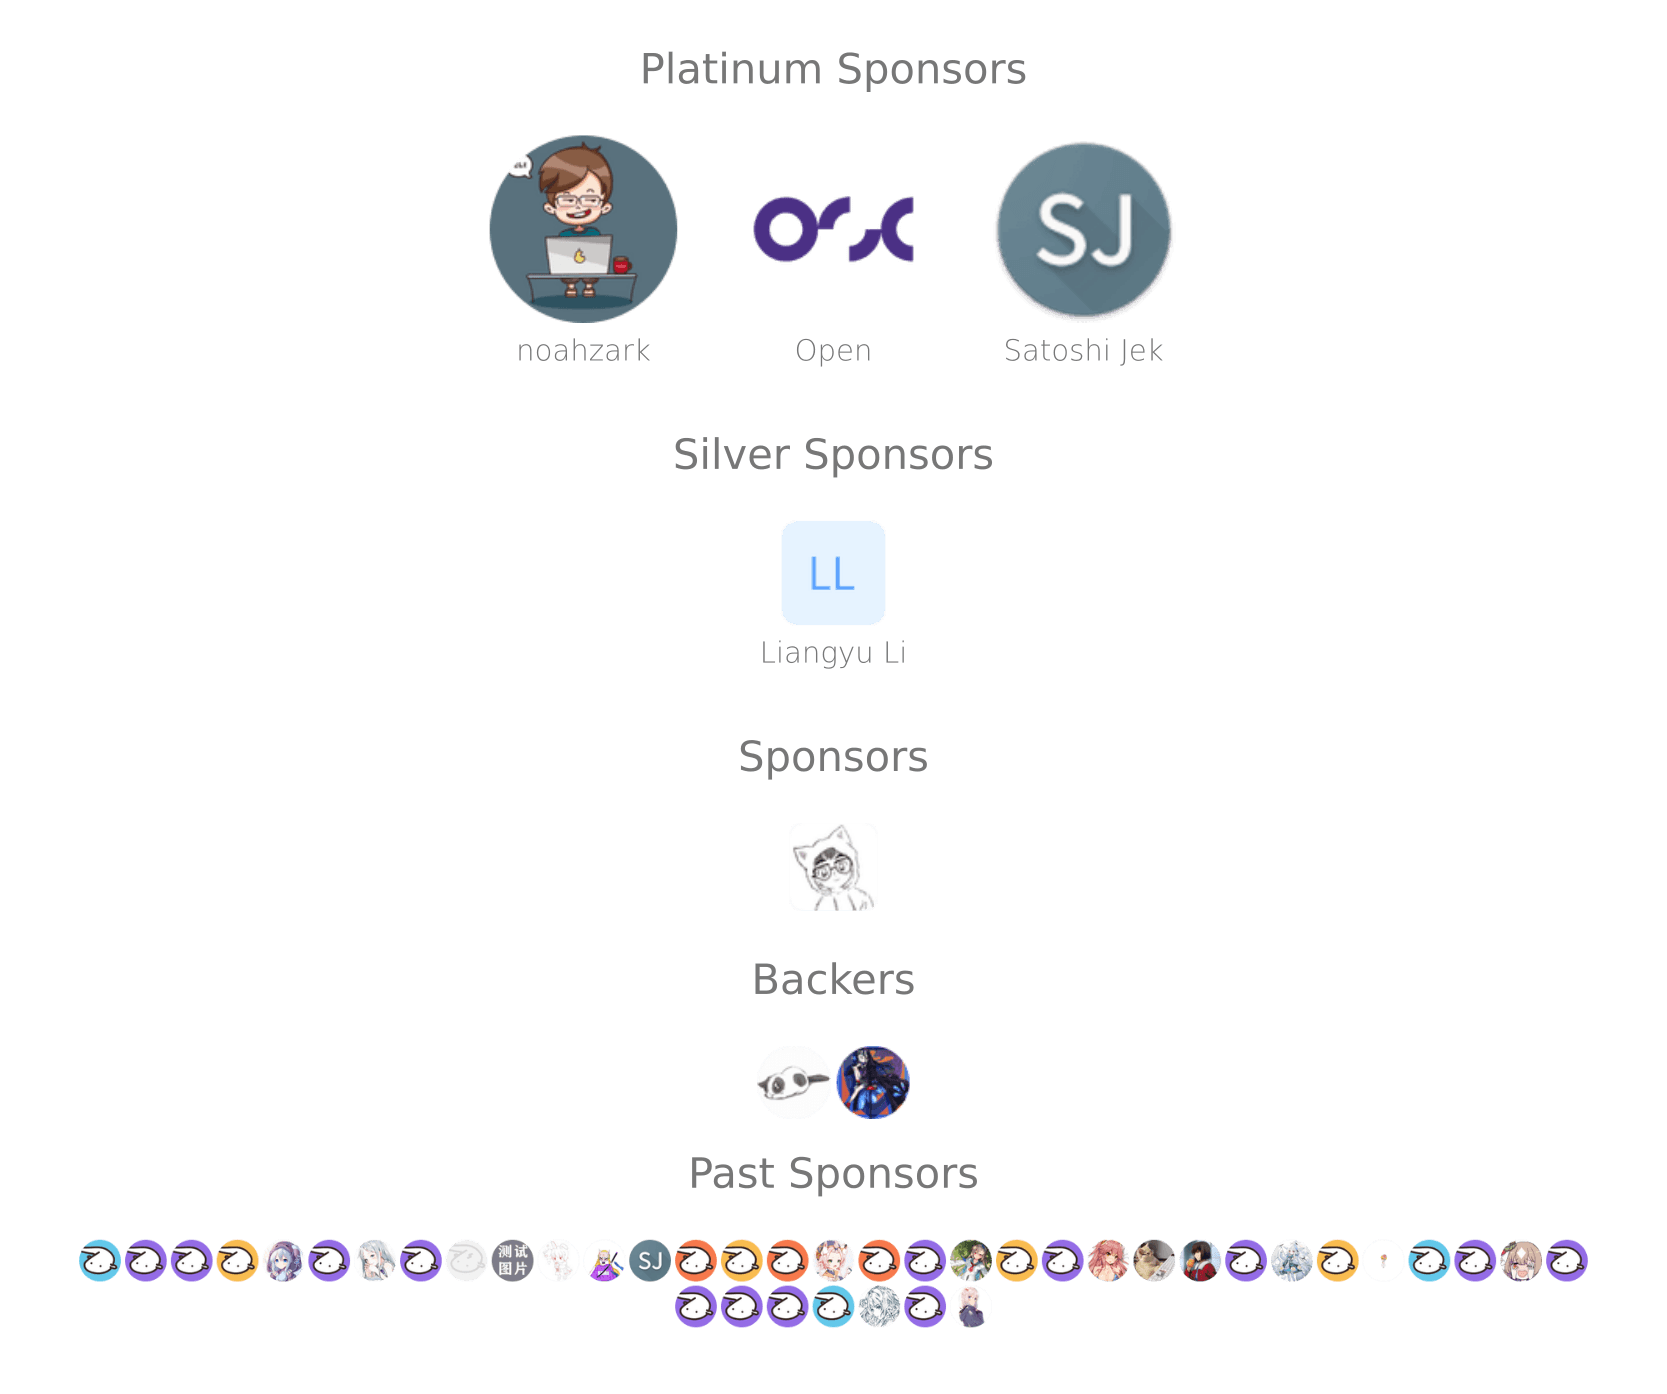 Platinum Sponsors
SJ
noahzark
Open
Satoshi Jek
Silver Sponsors
LL
Liangyu Li
Sponsors
Backers
Past Sponsors
测试
图片
SJ